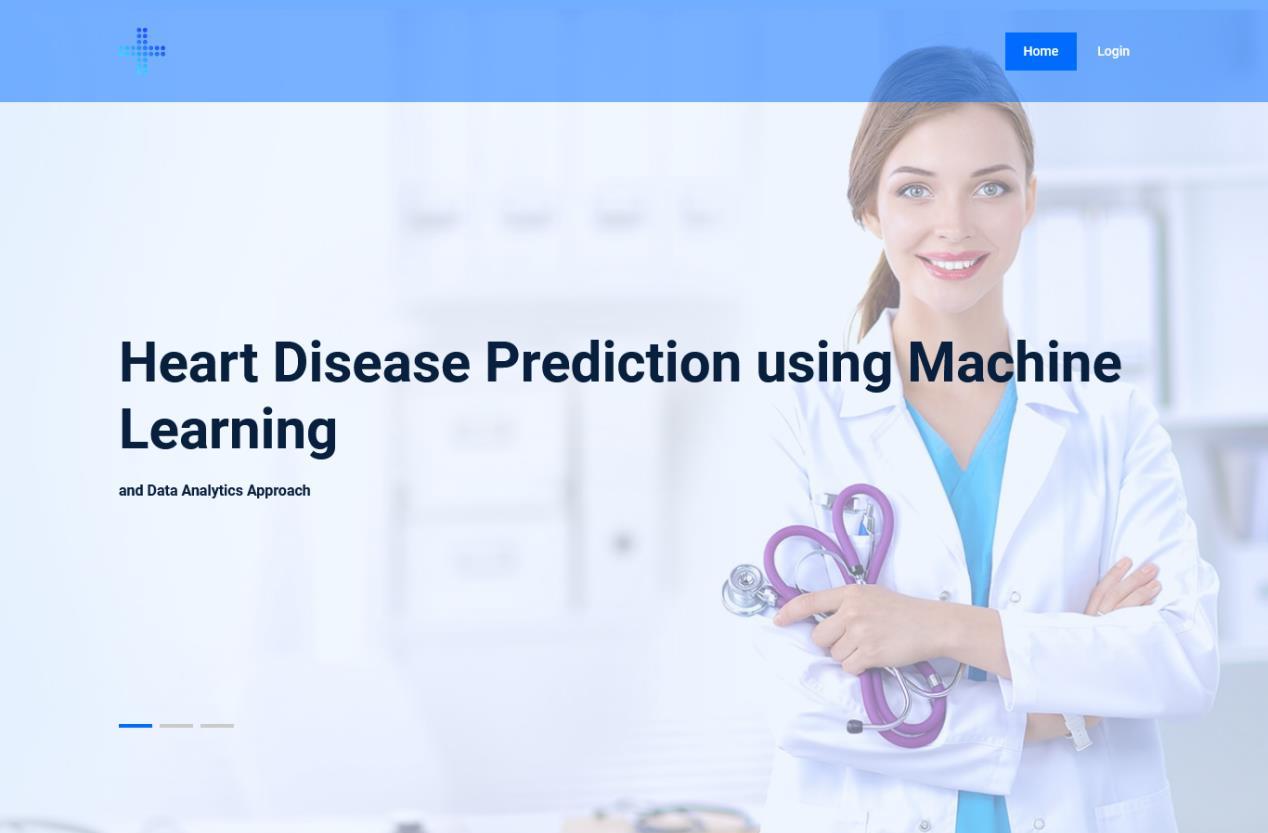 Home Login
Heart Disease Prediction using Machine
Learning
and Data Analytics Approach